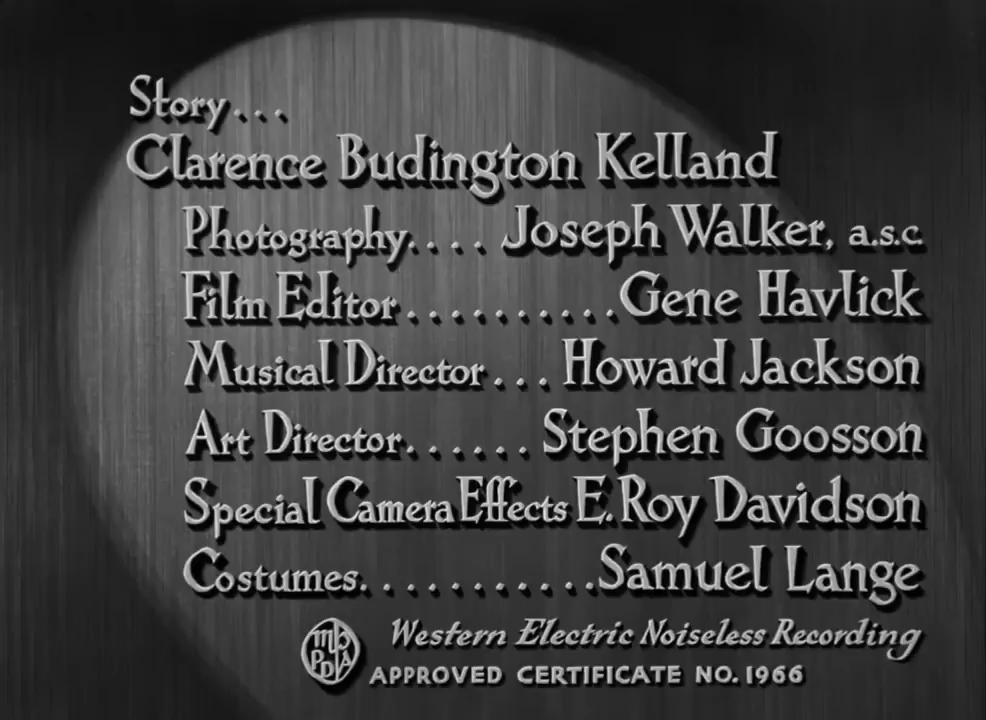 Story...
Clarence Budington Kelland
Photography.... Joseph Walker, a.s.c.
Film Editor..........Gene Havlick
Musical Director... Howard Jackson
Art Director...... Stephen Goosson
Special Camera Effects E. Roy Davidson
Costumes...........Samuel Lange
Western Electric Noiseless Recording
MPPDA APPROVED CERTIFICATE NO. 1966